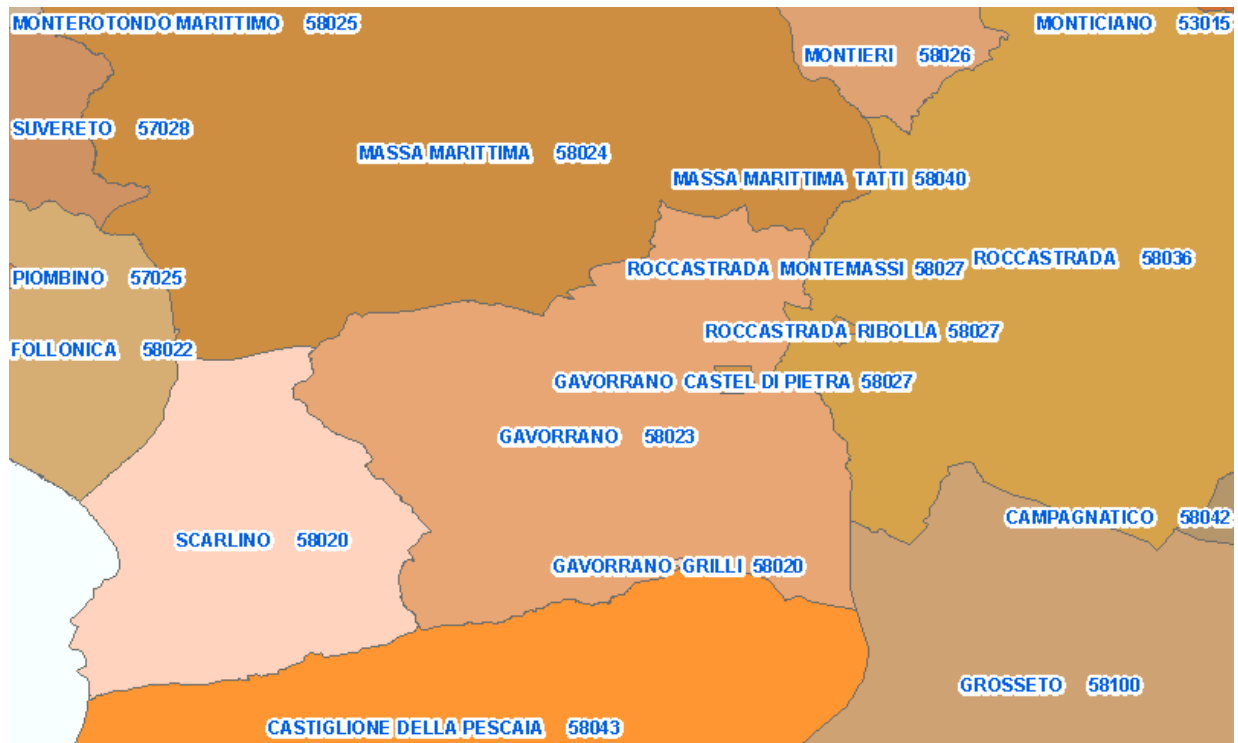 MONTEROTONDO MARITTIMO 58025
MONTICIANO 53015
MONTIERI 58026
SUVERETO 57028
MASSA MARITTIMA 58024
MASSA MARITTIMA TATTI 58040
ROCCASTRADA 58036
ROCCASTRADA MONTEMASSI 58027
PIOMBINO 57025
ROCCASTRADA RIBOLLA 58027
FOLLONICA 58022
GAVORRANO CASTEL DI PIETRA 58027
GAVORRANO 58023
CAMPAGNATICO 58042
SCARLINO 58020
GAVORRANO GRILLI 58020
GROSSETO 58100
CASTIGLIONE DELLA PESCAIA 58043